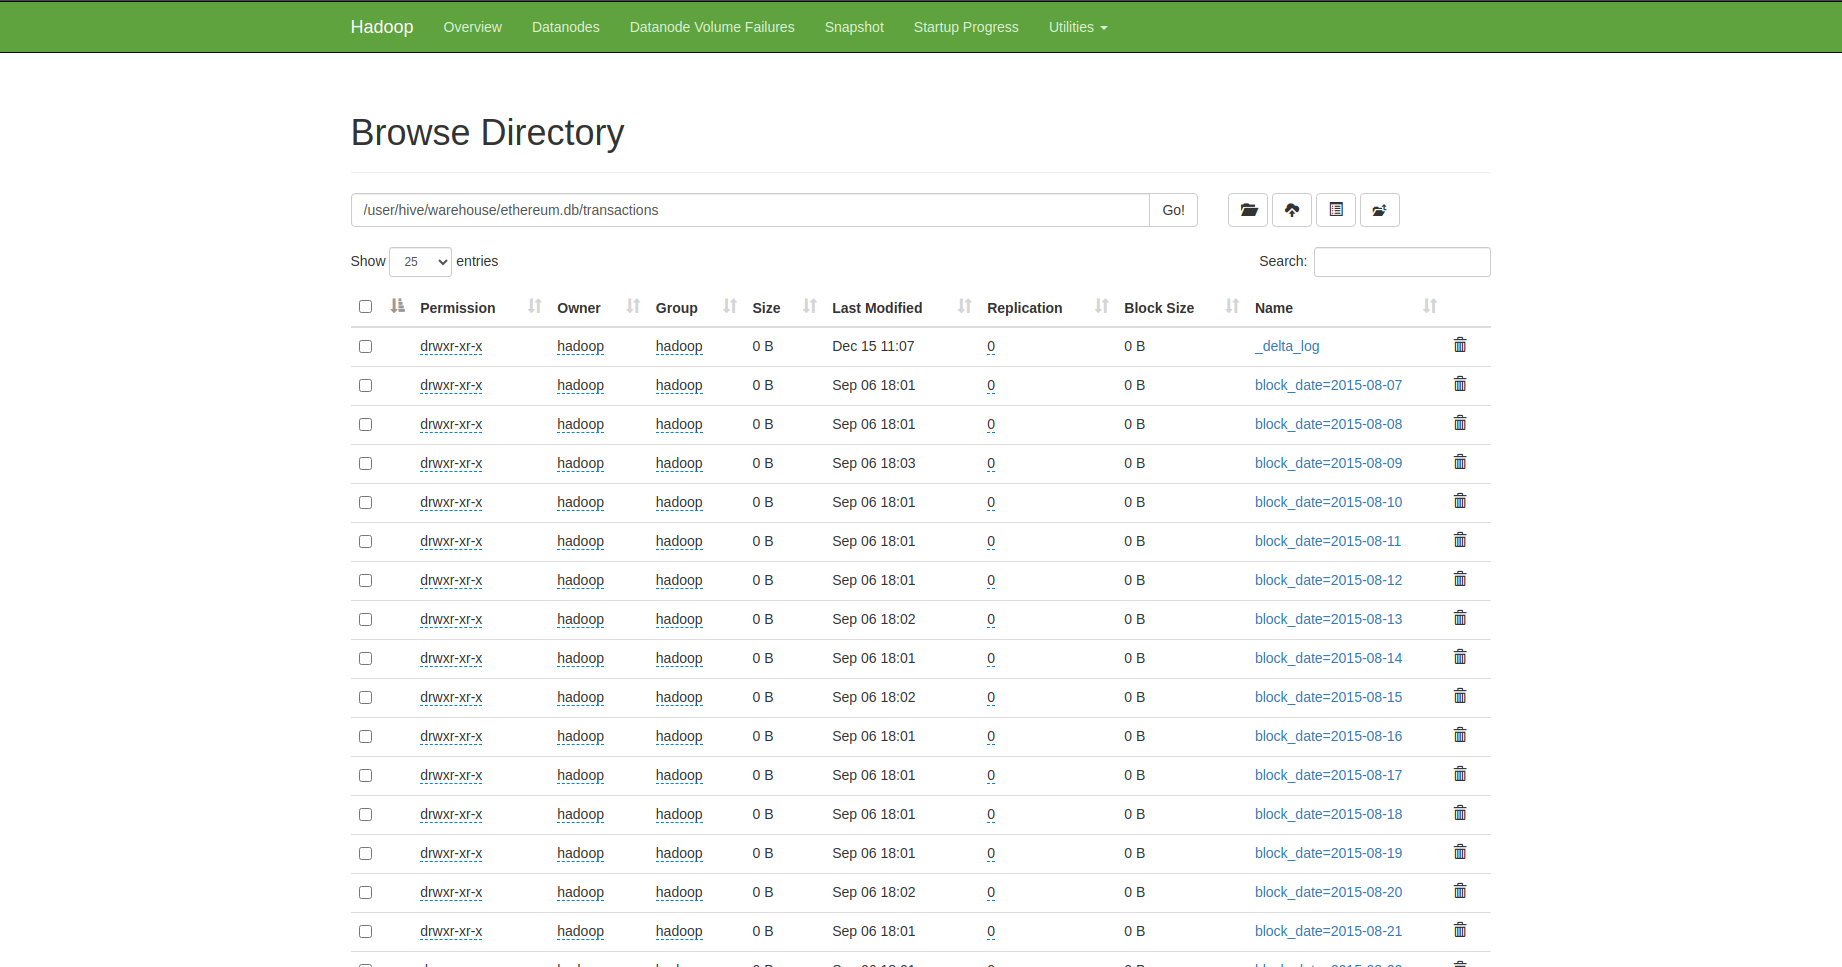 Hadoop Overview Datanodes Datanode Volume Failures Snapshot Startup Progress Utilities
Browse Directory
/user/hive/warehouse/ethereum.db/transactions Go!
Show 25 entries Search:
Permission Owner Group Size Last Modified Replication Block Size Name
drwxr-xr-x hadoop hadoop 0 B Dec 15 11:07 0 0 B _delta_log
drwxr-xr-x hadoop hadoop 0 B Sep 06 18:01 0 0 B block_date=2015-08-07
drwxr-xr-x hadoop hadoop 0 B Sep 06 18:01 0 0 B block_date=2015-08-08
drwxr-xr-x hadoop hadoop 0 B Sep 06 18:03 0 0 B block_date=2015-08-09
drwxr-xr-x hadoop hadoop 0 B Sep 06 18:01 0 0 B block_date=2015-08-10
drwxr-xr-x hadoop hadoop 0 B Sep 06 18:01 0 0 B block_date=2015-08-11
drwxr-xr-x hadoop hadoop 0 B Sep 06 18:01 0 0 B block_date=2015-08-12
drwxr-xr-x hadoop hadoop 0 B Sep 06 18:02 0 0 B block_date=2015-08-13
drwxr-xr-x hadoop hadoop 0 B Sep 06 18:01 0 0 B block_date=2015-08-14
drwxr-xr-x hadoop hadoop 0 B Sep 06 18:02 0 0 B block_date=2015-08-15
drwxr-xr-x hadoop hadoop 0 B Sep 06 18:01 0 0 B block_date=2015-08-16
drwxr-xr-x hadoop hadoop 0 B Sep 06 18:01 0 0 B block_date=2015-08-17
drwxr-xr-x hadoop hadoop 0 B Sep 06 18:01 0 0 B block_date=2015-08-18
drwxr-xr-x hadoop hadoop 0 B Sep 06 18:01 0 0 B block_date=2015-08-19
drwxr-xr-x hadoop hadoop 0 B Sep 06 18:02 0 0 B block_date=2015-08-20
drwxr-xr-x hadoop hadoop 0 B Sep 06 18:01 0 0 B block_date=2015-08-21